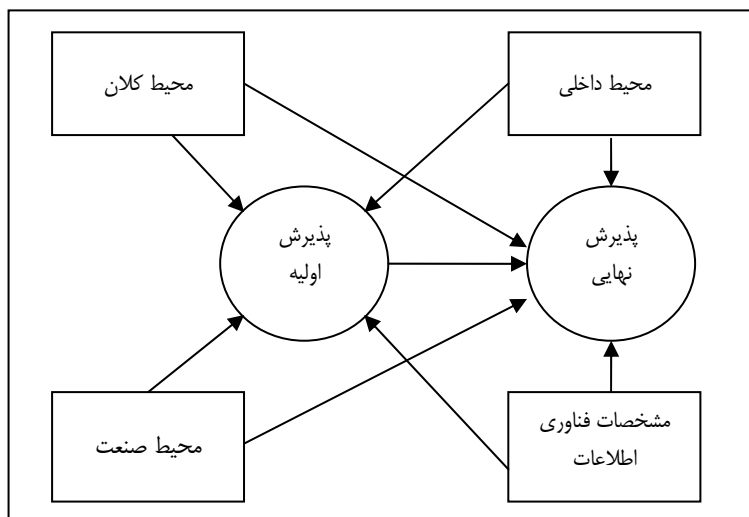 محیط داخلی
محیط کلان
پذیرش
نهایی
پذیرش
اولیه
مشخصات فناوری
اطلاعات
محیط صنعت